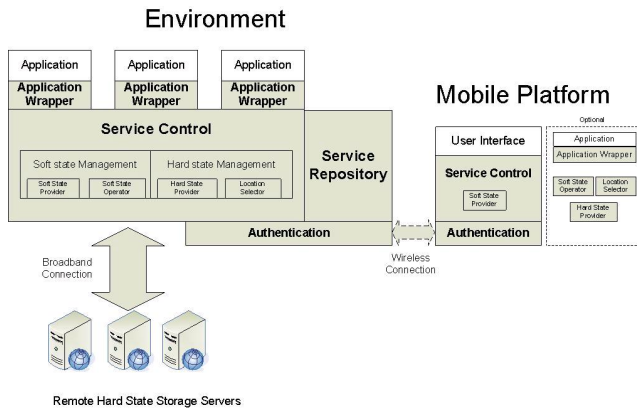 Environment
Application
Application
Application
Application
Wrapper
Application
Wrapper
Application
Wrapper
Service Control
Soft state Management
Hard state Management
Soft State
Provider
Soft State
Operator
Hard State
Provider
Location
Selector
Service
Repository
Authentication
Broadband
Connection
Wireless
Connection
Remote Hard State Storage Servers
Mobile Platform
User Interface
Service Control
Soft State
Provider
Authentication
Optional
Application
Application Wrapper
Soft State
Operator
Location
Selector
Hard State
Provider